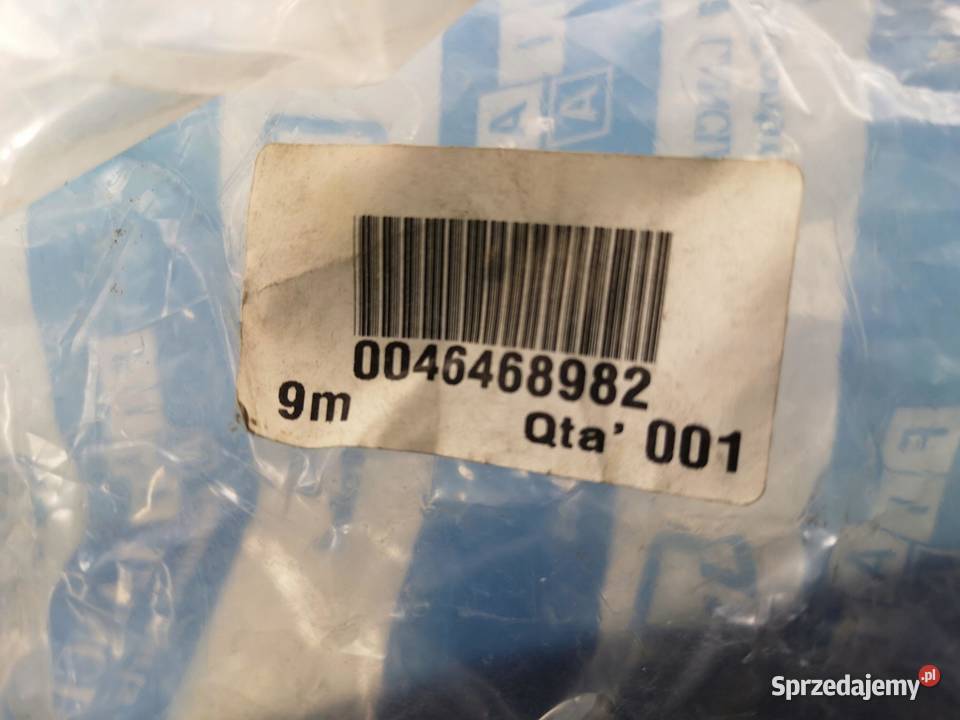 0046468982
9m
Qta' 001
Sprzedajemy.pl